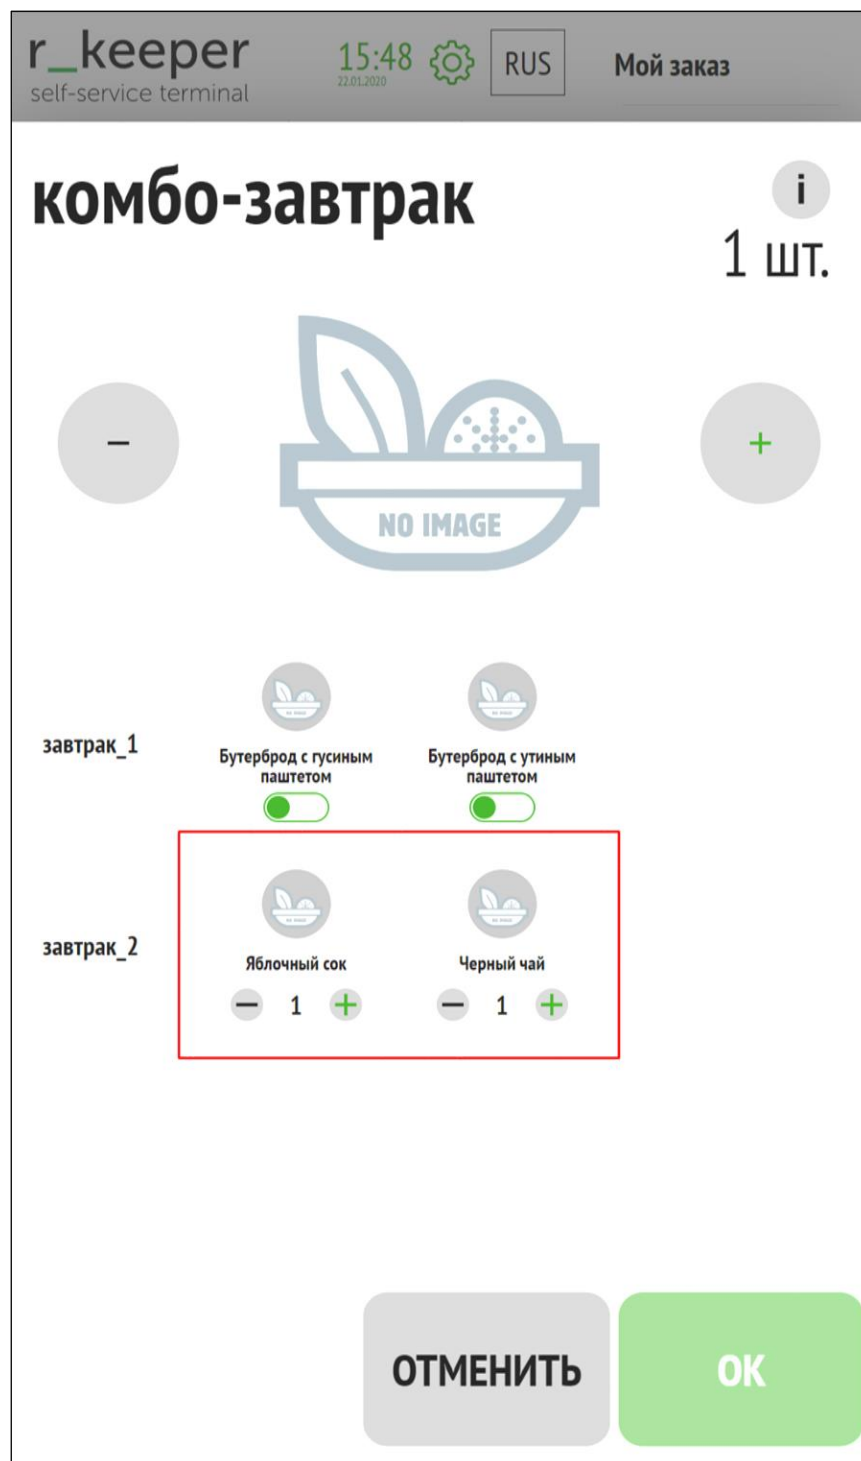 r_keeper
self-service terminal
15:48
22.01.2020
RUS
Мой заказ
комбо-завтрак
i
1 шт.
−
NO IMAGE
+
завтрак_1
Бутерброд с гусиным
паштетом
Бутерброд с утиным
паштетом
завтрак_2
Яблочный сок
Черный чай
− 1 +
− 1 +
ОТМЕНИТЬ
ОК